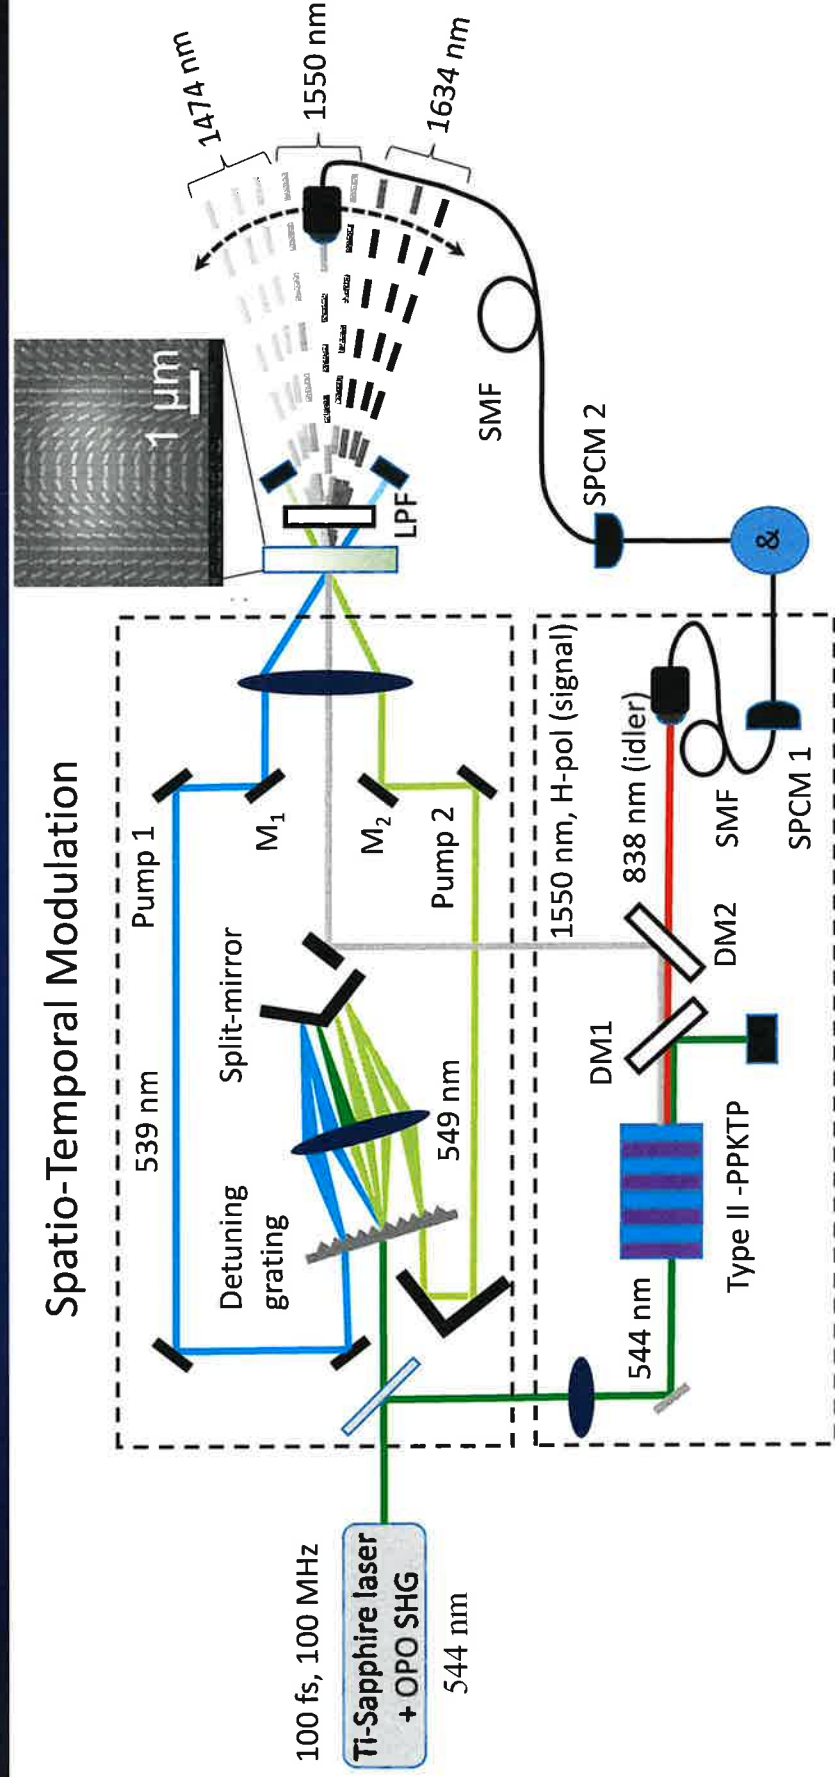 Spatio-Temporal Modulation
100 fs, 100 MHz
Ti-Sapphire laser
+ OPO SHG
544 nm
539 nm
Pump 1
Detuning
grating
Split-mirror
549 nm
Pump 2
M1
M2
1 μm
LPF
1474 nm
1550 nm
1634 nm
SMF
SPCM 2
&
544 nm
Type II -PPKTP
DM1
DM2
1550 nm, H-pol (signal)
838 nm (idler)
SMF
SPCM 1